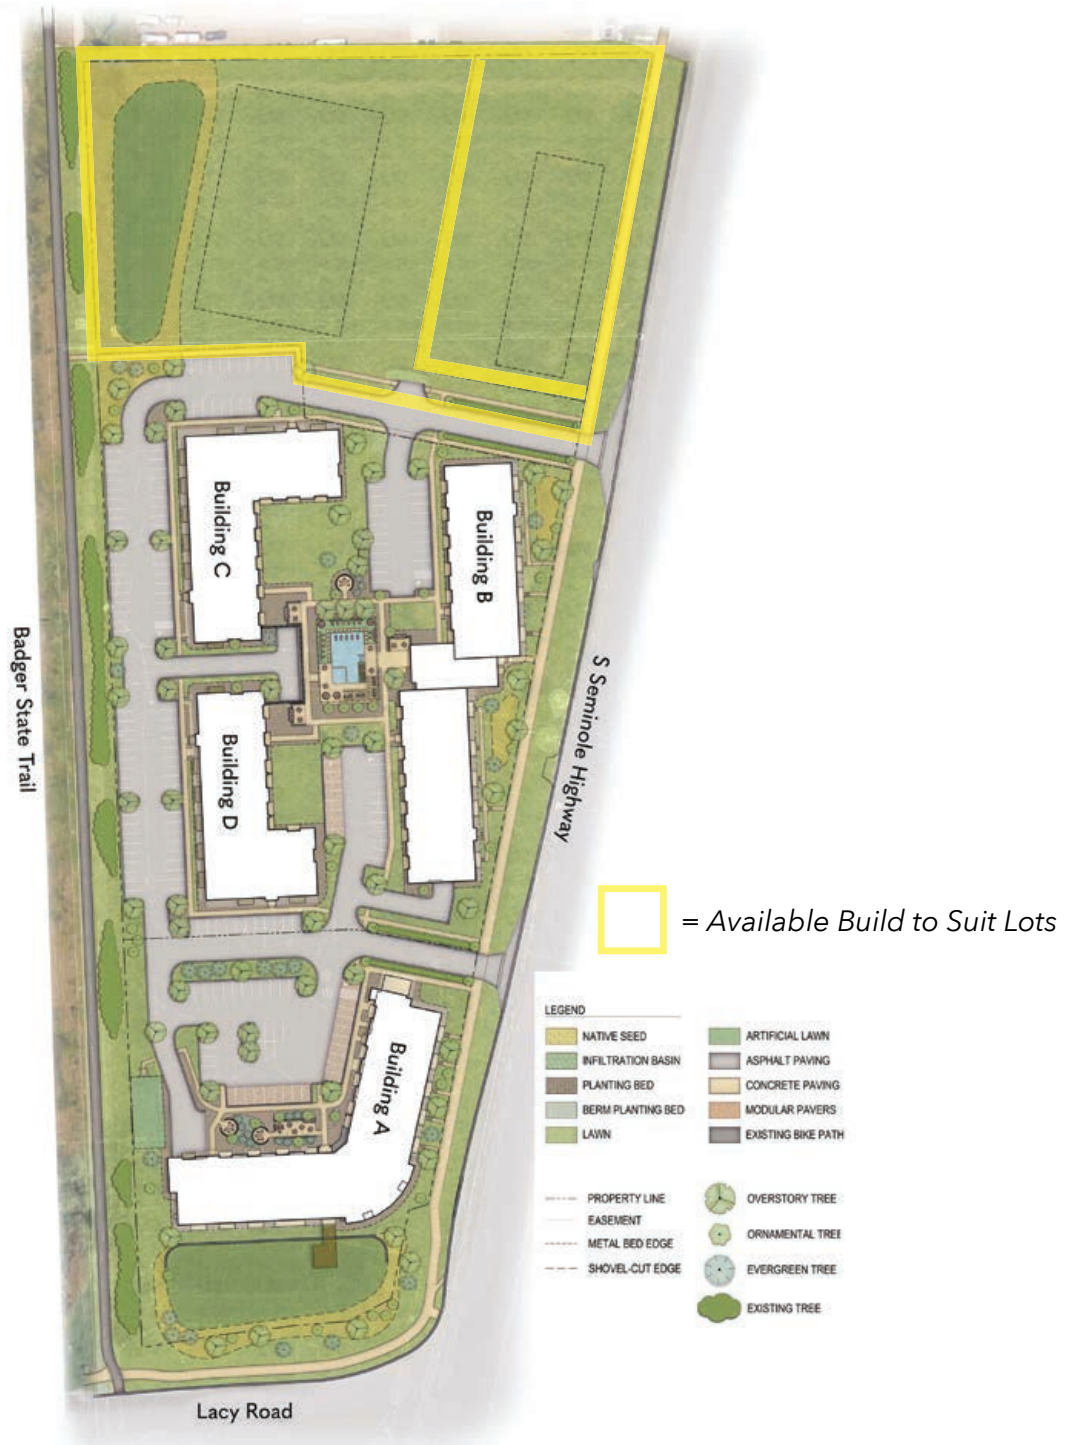 Building C
Building B
Badger State Trail
S Seminole Highway
Building D
= Available Build to Suit Lots
Building A
LEGEND
NATIVE SEED
INFILTRATION BASIN
PLANTING BED
BERM PLANTING BED
LAWN
ARTIFICIAL LAWN
ASPHALT PAVING
CONCRETE PAVING
MODULAR PAVERS
EXISTING BIKE PATH
PROPERTY LINE
EASEMENT
METAL BED EDGE
SHOVEL-CUT EDGE
OVERSTORY TREE
ORNAMENTAL TREE
EVERGREEN TREE
EXISTING TREE
Lacy Road